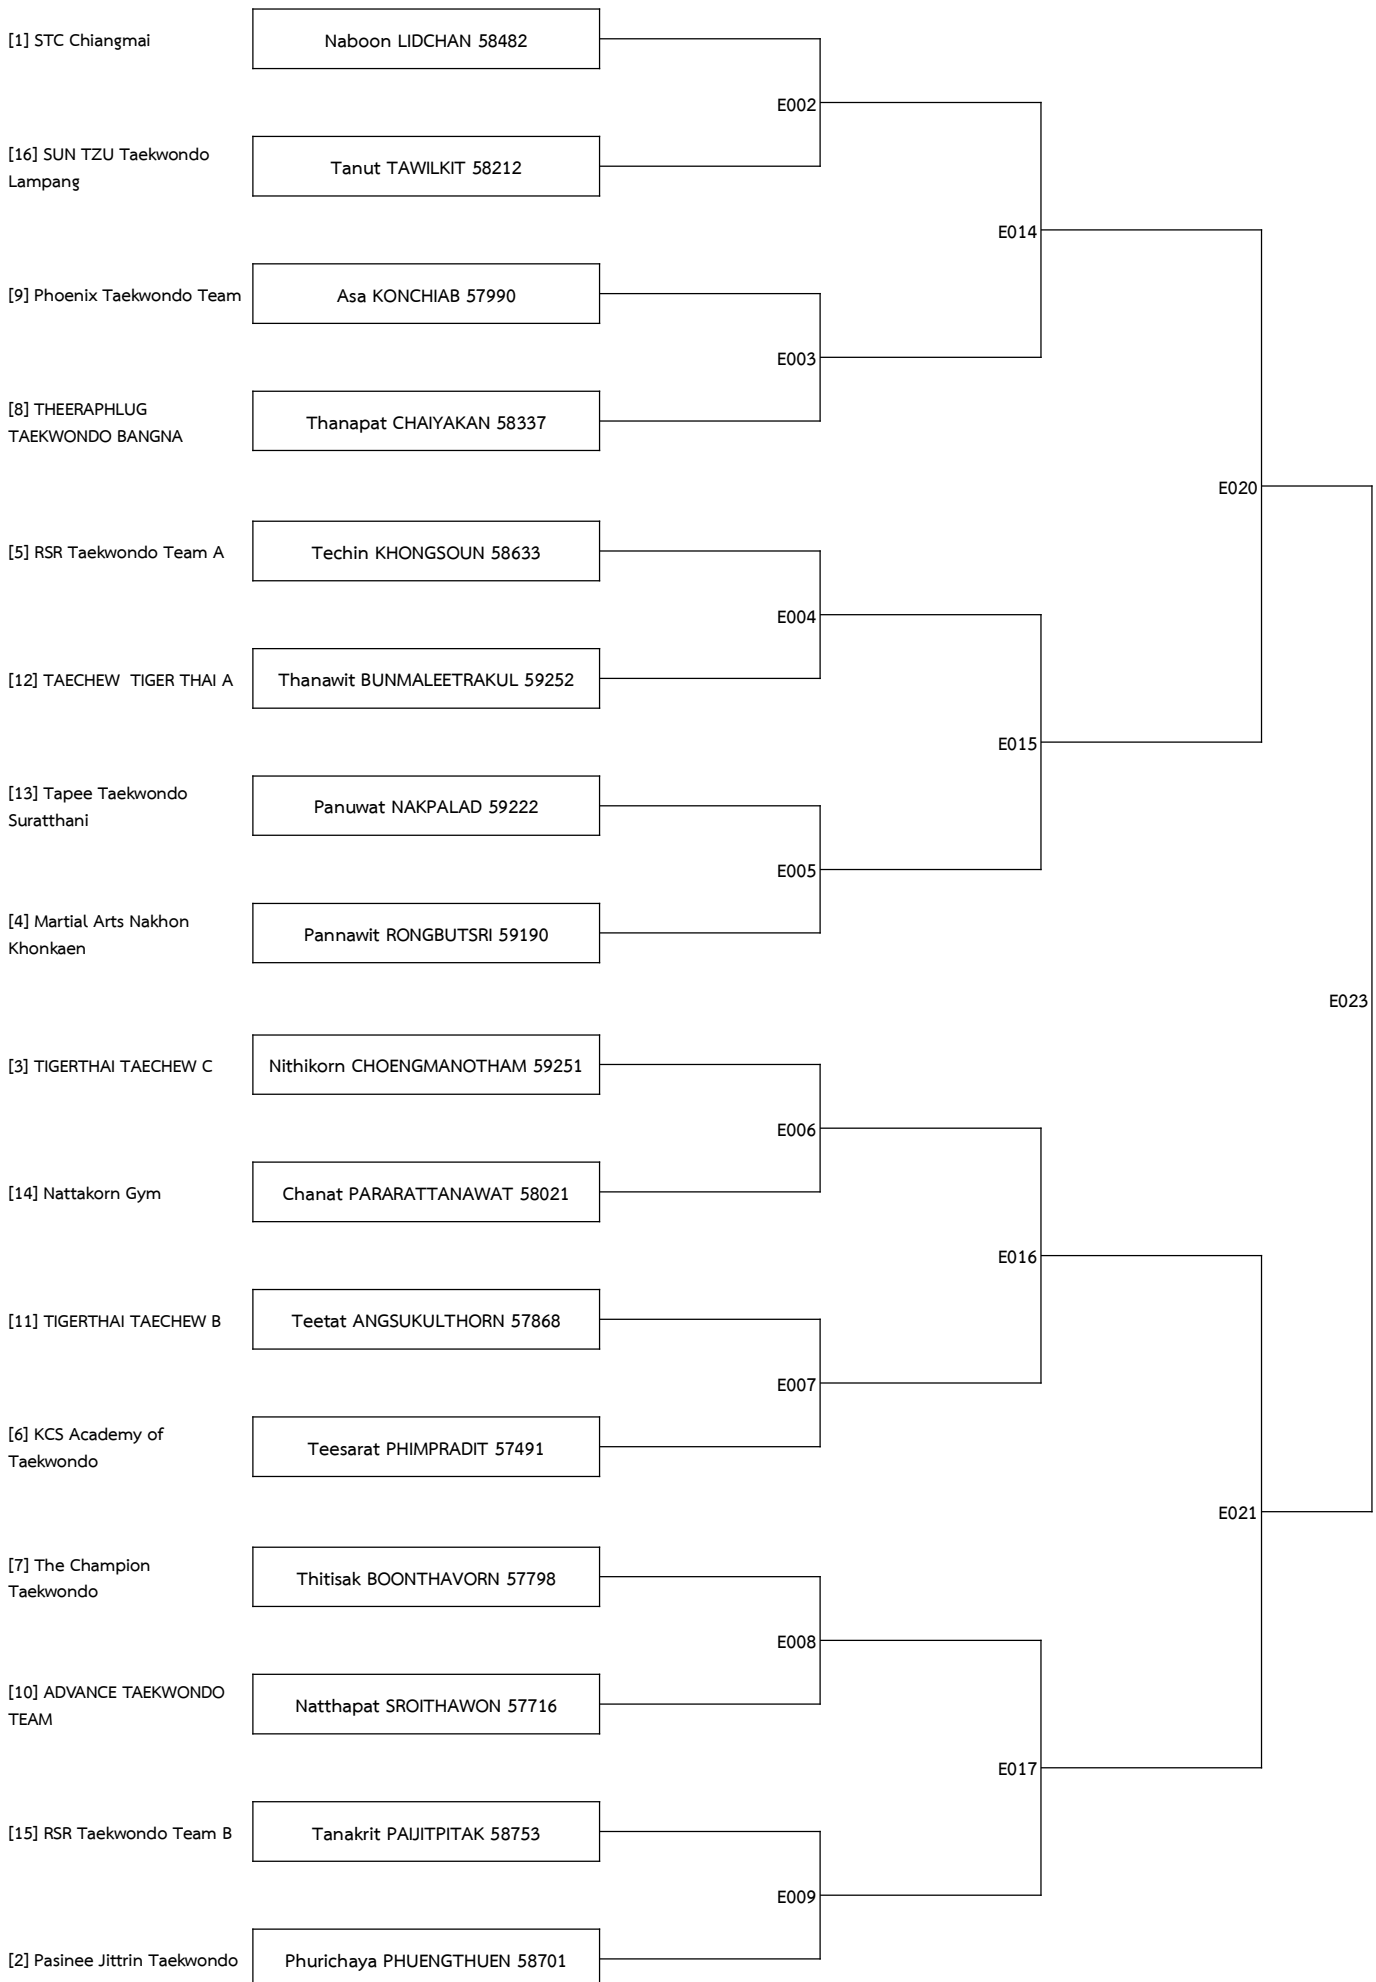 [1] STC Chiangmai
Naboon LIDCHAN 58482
E002
[16] SUN TZU Taekwondo
Lampang
Tanut TAWILKIT 58212
E014
[9] Phoenix Taekwondo Team
Asa KONCHIAB 57990
E003
[8] THEERAPHLUG
TAEKWONDO BANGNA
Thanapat CHAIYAKAN 58337
E020
[5] RSR Taekwondo Team A
Techin KHONGSOUN 58633
E004
[12] TAECHEW  TIGER THAI A
Thanawit BUNMALEETRAKUL 59252
E015
[13] Tapee Taekwondo
Suratthani
Panuwat NAKPALAD 59222
E005
[4] Martial Arts Nakhon
Khonkaen
Pannawit RONGBUTSRI 59190
E023
[3] TIGERTHAI TAECHEW C
Nithikorn CHOENGMANOTHAM 59251
E006
[14] Nattakorn Gym
Chanat PARARATTANAWAT 58021
E016
[11] TIGERTHAI TAECHEW B
Teetat ANGSUKULTHORN 57868
E007
[6] KCS Academy of
Taekwondo
Teesarat PHIMPRADIT 57491
E021
[7] The Champion
Taekwondo
Thitisak BOONTHAVORN 57798
E008
[10] ADVANCE TAEKWONDO
TEAM
Natthapat SROITHAWON 57716
E017
[15] RSR Taekwondo Team B
Tanakrit PAIJITPITAK 58753
E009
[2] Pasinee Jittrin Taekwondo
Phurichaya PHUENGTHUEN 58701